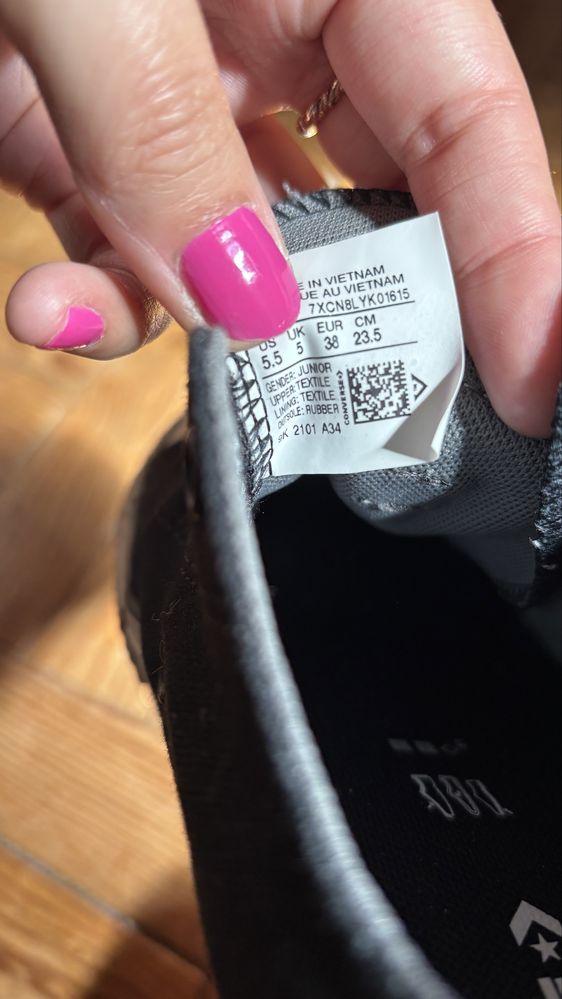 E IN VIETNAM
UE AU VIETNAM
7XCN8LYK01615
US UK EUR CM
5.5 5 38 23.5
GENDER: JUNIOR
UPPER: TEXTILE
LINING: TEXTILE
OUTSOLE: RUBBER
CONVERSE
2101 A34